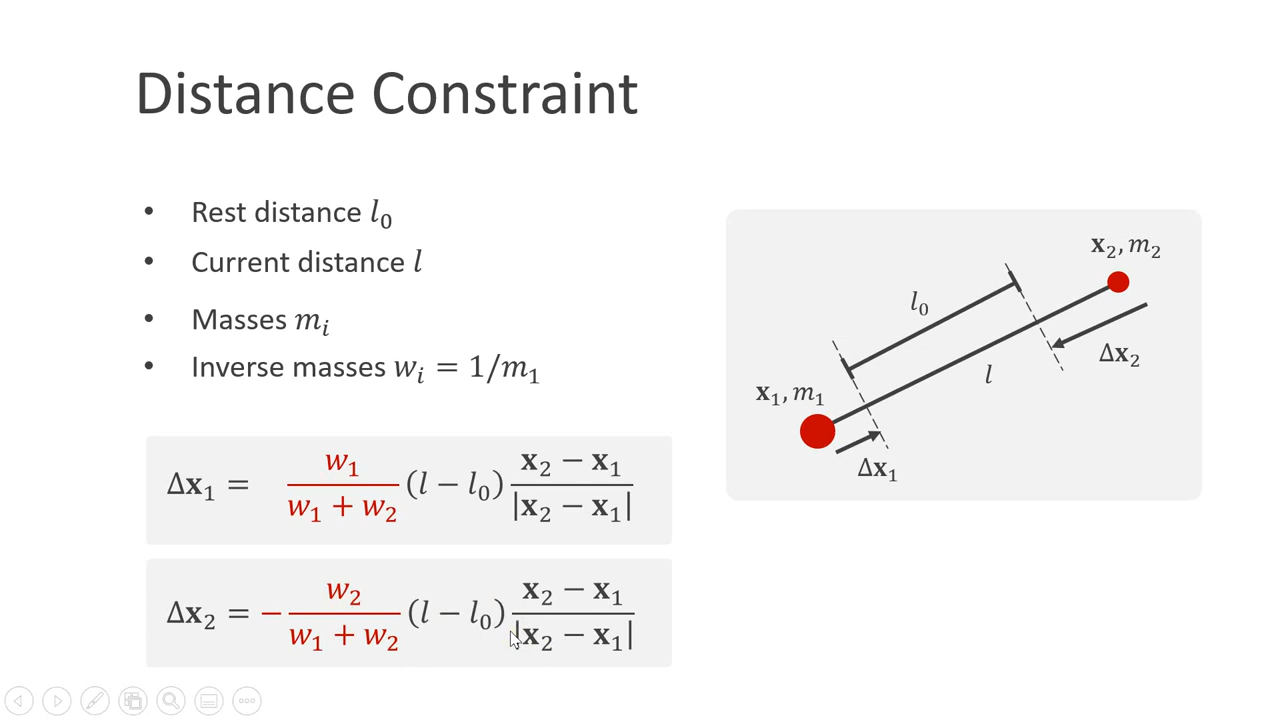 Distance Constraint
• Rest distance l₀
• Current distance l
• Masses mᵢ
• Inverse masses wᵢ = 1/m₁
Δx₁ = w₁/(w₁ + w₂) (l − l₀) (x₂ − x₁)/|x₂ − x₁|
Δx₂ = − w₂/(w₁ + w₂) (l − l₀) (x₂ − x₁)/|x₂ − x₁|
x₂, m₂
l₀
Δx₂
l
x₁, m₁
Δx₁